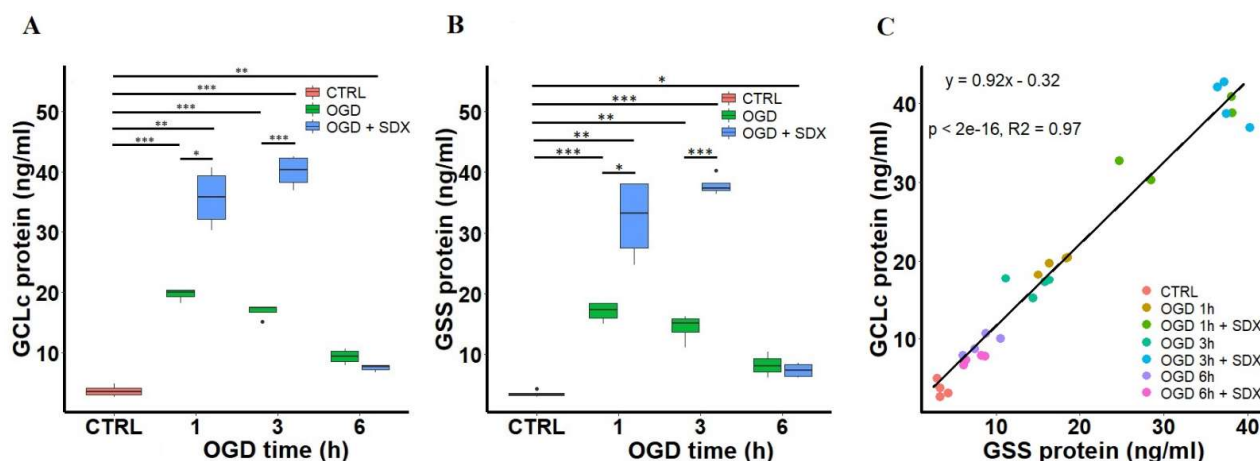 A
GCLc protein (ng/ml)
50
40
30
20
10
**
***
***
**
***
*
***
CTRL
OGD
OGD + SDX
CTRL 1 3 6
OGD time (h)
B
GSS protein (ng/ml)
50
40
30
20
10
*
***
**
**
***
*
***
CTRL
OGD
OGD + SDX
CTRL 1 3 6
OGD time (h)
C
GCLc protein (ng/ml)
40
30
20
10
y = 0.92x - 0.32
p < 2e-16, R2 = 0.97
CTRL
OGD 1h
OGD 1h + SDX
OGD 3h
OGD 3h + SDX
OGD 6h
OGD 6h + SDX
10 20 30 40
GSS protein (ng/ml)